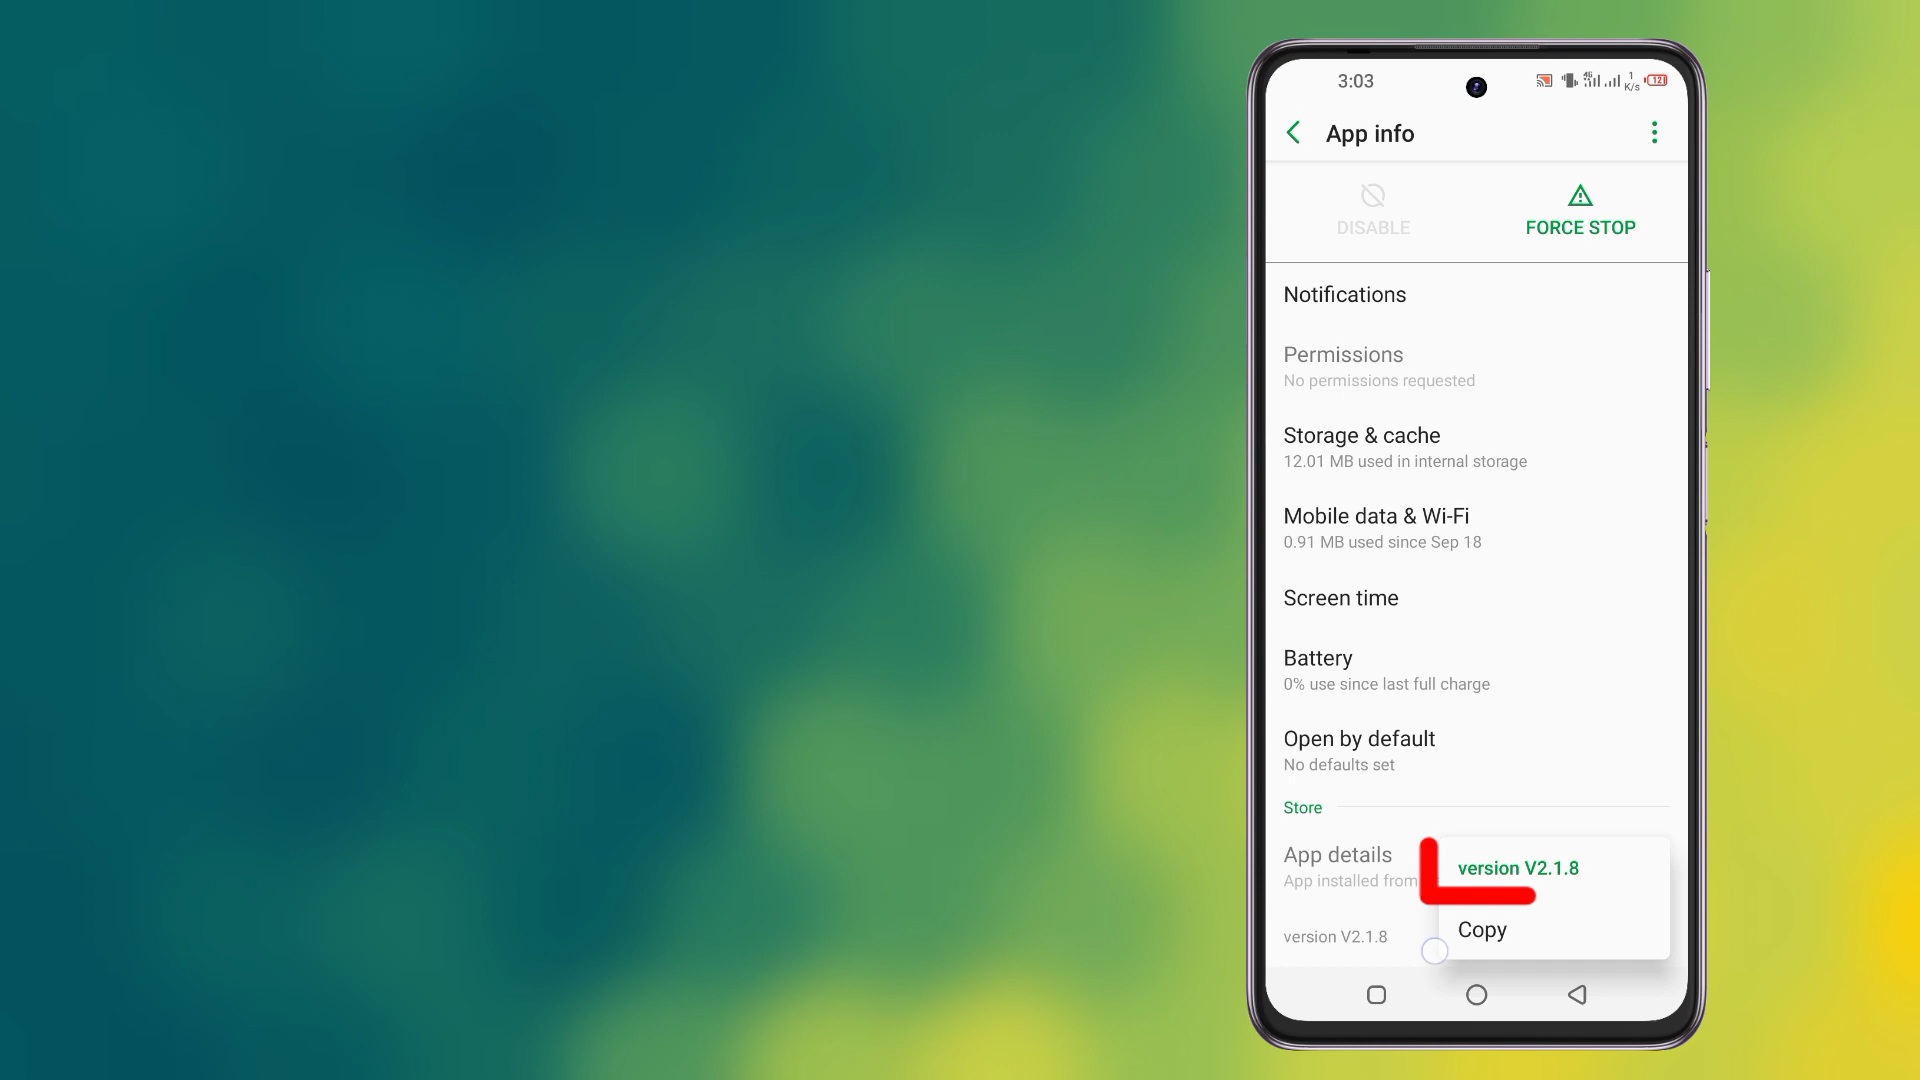 3:03
4G
1
K/s
12
App info
DISABLE
FORCE STOP
Notifications
Permissions
No permissions requested
Storage & cache
12.01 MB used in internal storage
Mobile data & Wi-Fi
0.91 MB used since Sep 18
Screen time
Battery
0% use since last full charge
Open by default
No defaults set
Store
App details
App installed from
version V2.1.8
Copy
version V2.1.8